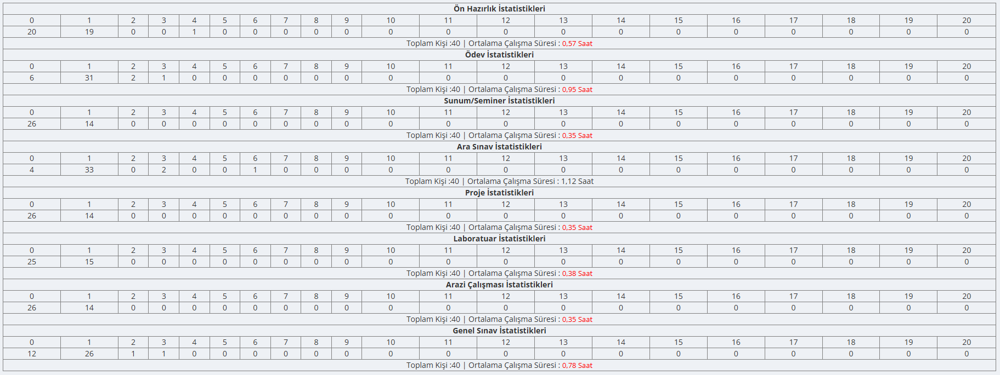 Ön Hazırlık İstatistikleri
0 1 2 3 4 5 6 7 8 9 10 11 12 13 14 15 16 17 18 19 20
20 19 0 0 1 0 0 0 0 0 0 0 0 0 0 0 0 0 0 0 0
Toplam Kişi :40 | Ortalama Çalışma Süresi : 0,57 Saat
Ödev İstatistikleri
0 1 2 3 4 5 6 7 8 9 10 11 12 13 14 15 16 17 18 19 20
6 31 2 1 0 0 0 0 0 0 0 0 0 0 0 0 0 0 0 0 0
Toplam Kişi :40 | Ortalama Çalışma Süresi : 0,95 Saat
Sunum/Seminer İstatistikleri
0 1 2 3 4 5 6 7 8 9 10 11 12 13 14 15 16 17 18 19 20
26 14 0 0 0 0 0 0 0 0 0 0 0 0 0 0 0 0 0 0 0
Toplam Kişi :40 | Ortalama Çalışma Süresi : 0,35 Saat
Ara Sınav İstatistikleri
0 1 2 3 4 5 6 7 8 9 10 11 12 13 14 15 16 17 18 19 20
4 33 0 2 0 0 1 0 0 0 0 0 0 0 0 0 0 0 0 0 0
Toplam Kişi :40 | Ortalama Çalışma Süresi : 1,12 Saat
Proje İstatistikleri
0 1 2 3 4 5 6 7 8 9 10 11 12 13 14 15 16 17 18 19 20
26 14 0 0 0 0 0 0 0 0 0 0 0 0 0 0 0 0 0 0 0
Toplam Kişi :40 | Ortalama Çalışma Süresi : 0,35 Saat
Laboratuar İstatistikleri
0 1 2 3 4 5 6 7 8 9 10 11 12 13 14 15 16 17 18 19 20
25 15 0 0 0 0 0 0 0 0 0 0 0 0 0 0 0 0 0 0 0
Toplam Kişi :40 | Ortalama Çalışma Süresi : 0,38 Saat
Arazi Çalışması İstatistikleri
0 1 2 3 4 5 6 7 8 9 10 11 12 13 14 15 16 17 18 19 20
26 14 0 0 0 0 0 0 0 0 0 0 0 0 0 0 0 0 0 0 0
Toplam Kişi :40 | Ortalama Çalışma Süresi : 0,35 Saat
Genel Sınav İstatistikleri
0 1 2 3 4 5 6 7 8 9 10 11 12 13 14 15 16 17 18 19 20
12 26 1 1 0 0 0 0 0 0 0 0 0 0 0 0 0 0 0 0 0
Toplam Kişi :40 | Ortalama Çalışma Süresi : 0,78 Saat